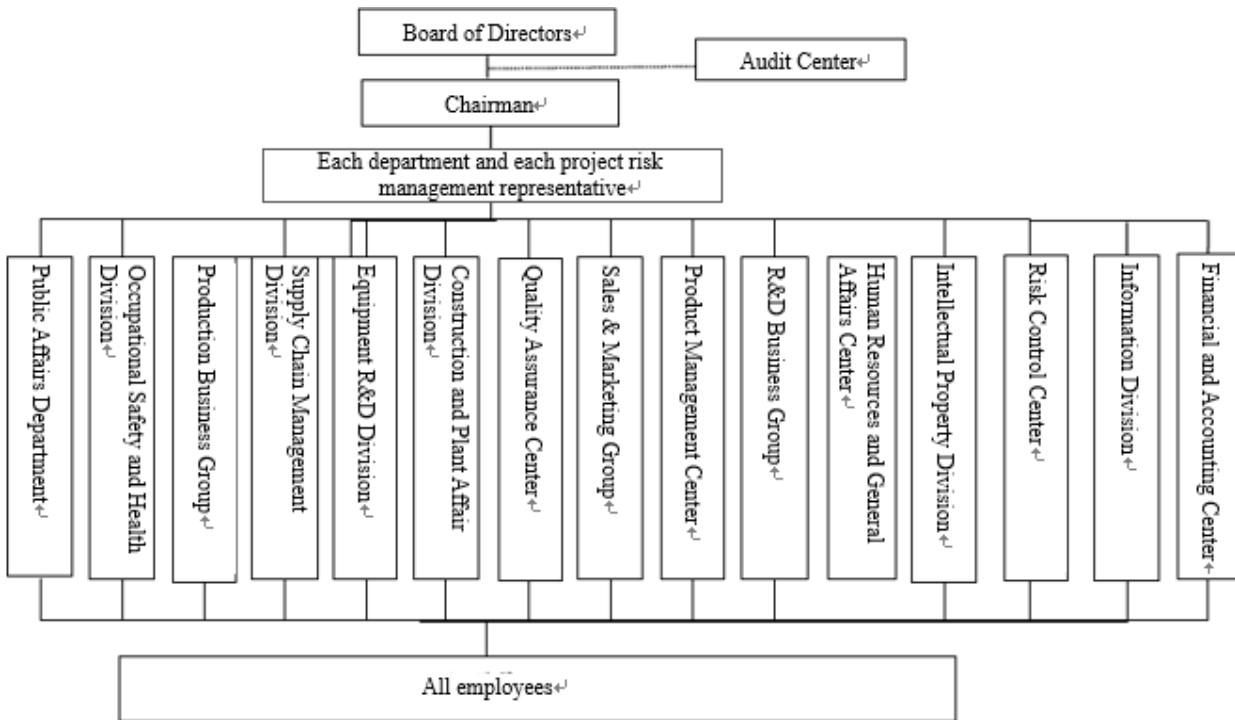 Board of Directors↵
Audit Center↵
Chairman↵
Each department and each project risk
management representative↵
Public Affairs Department↵
Occupational Safety and Health
Division↵
Production Business Group↵
Supply Chain Management
Division↵
Equipment R&D Division↵
Construction and Plant Affair
Division↵
Quality Assurance Center↵
Sales & Marketing Group↵
Product Management Center↵
R&D Business Group↵
Human Resources and General
Affairs Center↵
Intellectual Property Division↵
Risk Control Center↵
Information Division↵
Financial and Accounting Center↵
All employees↵